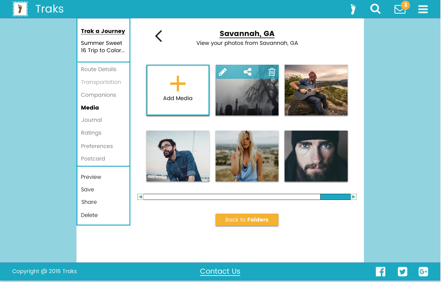 Traks
6
Trak a Journey
Summer Sweet
16 Trip to Color...
Route Details
Transportation
Companions
Media
Journal
Ratings
Preferences
Postcard
Preview
Save
Share
Delete
Savannah, GA
View your photos from Savannah, GA
Add Media
Back to Folders
Copyright @ 2016 Traks
Contact Us
G+